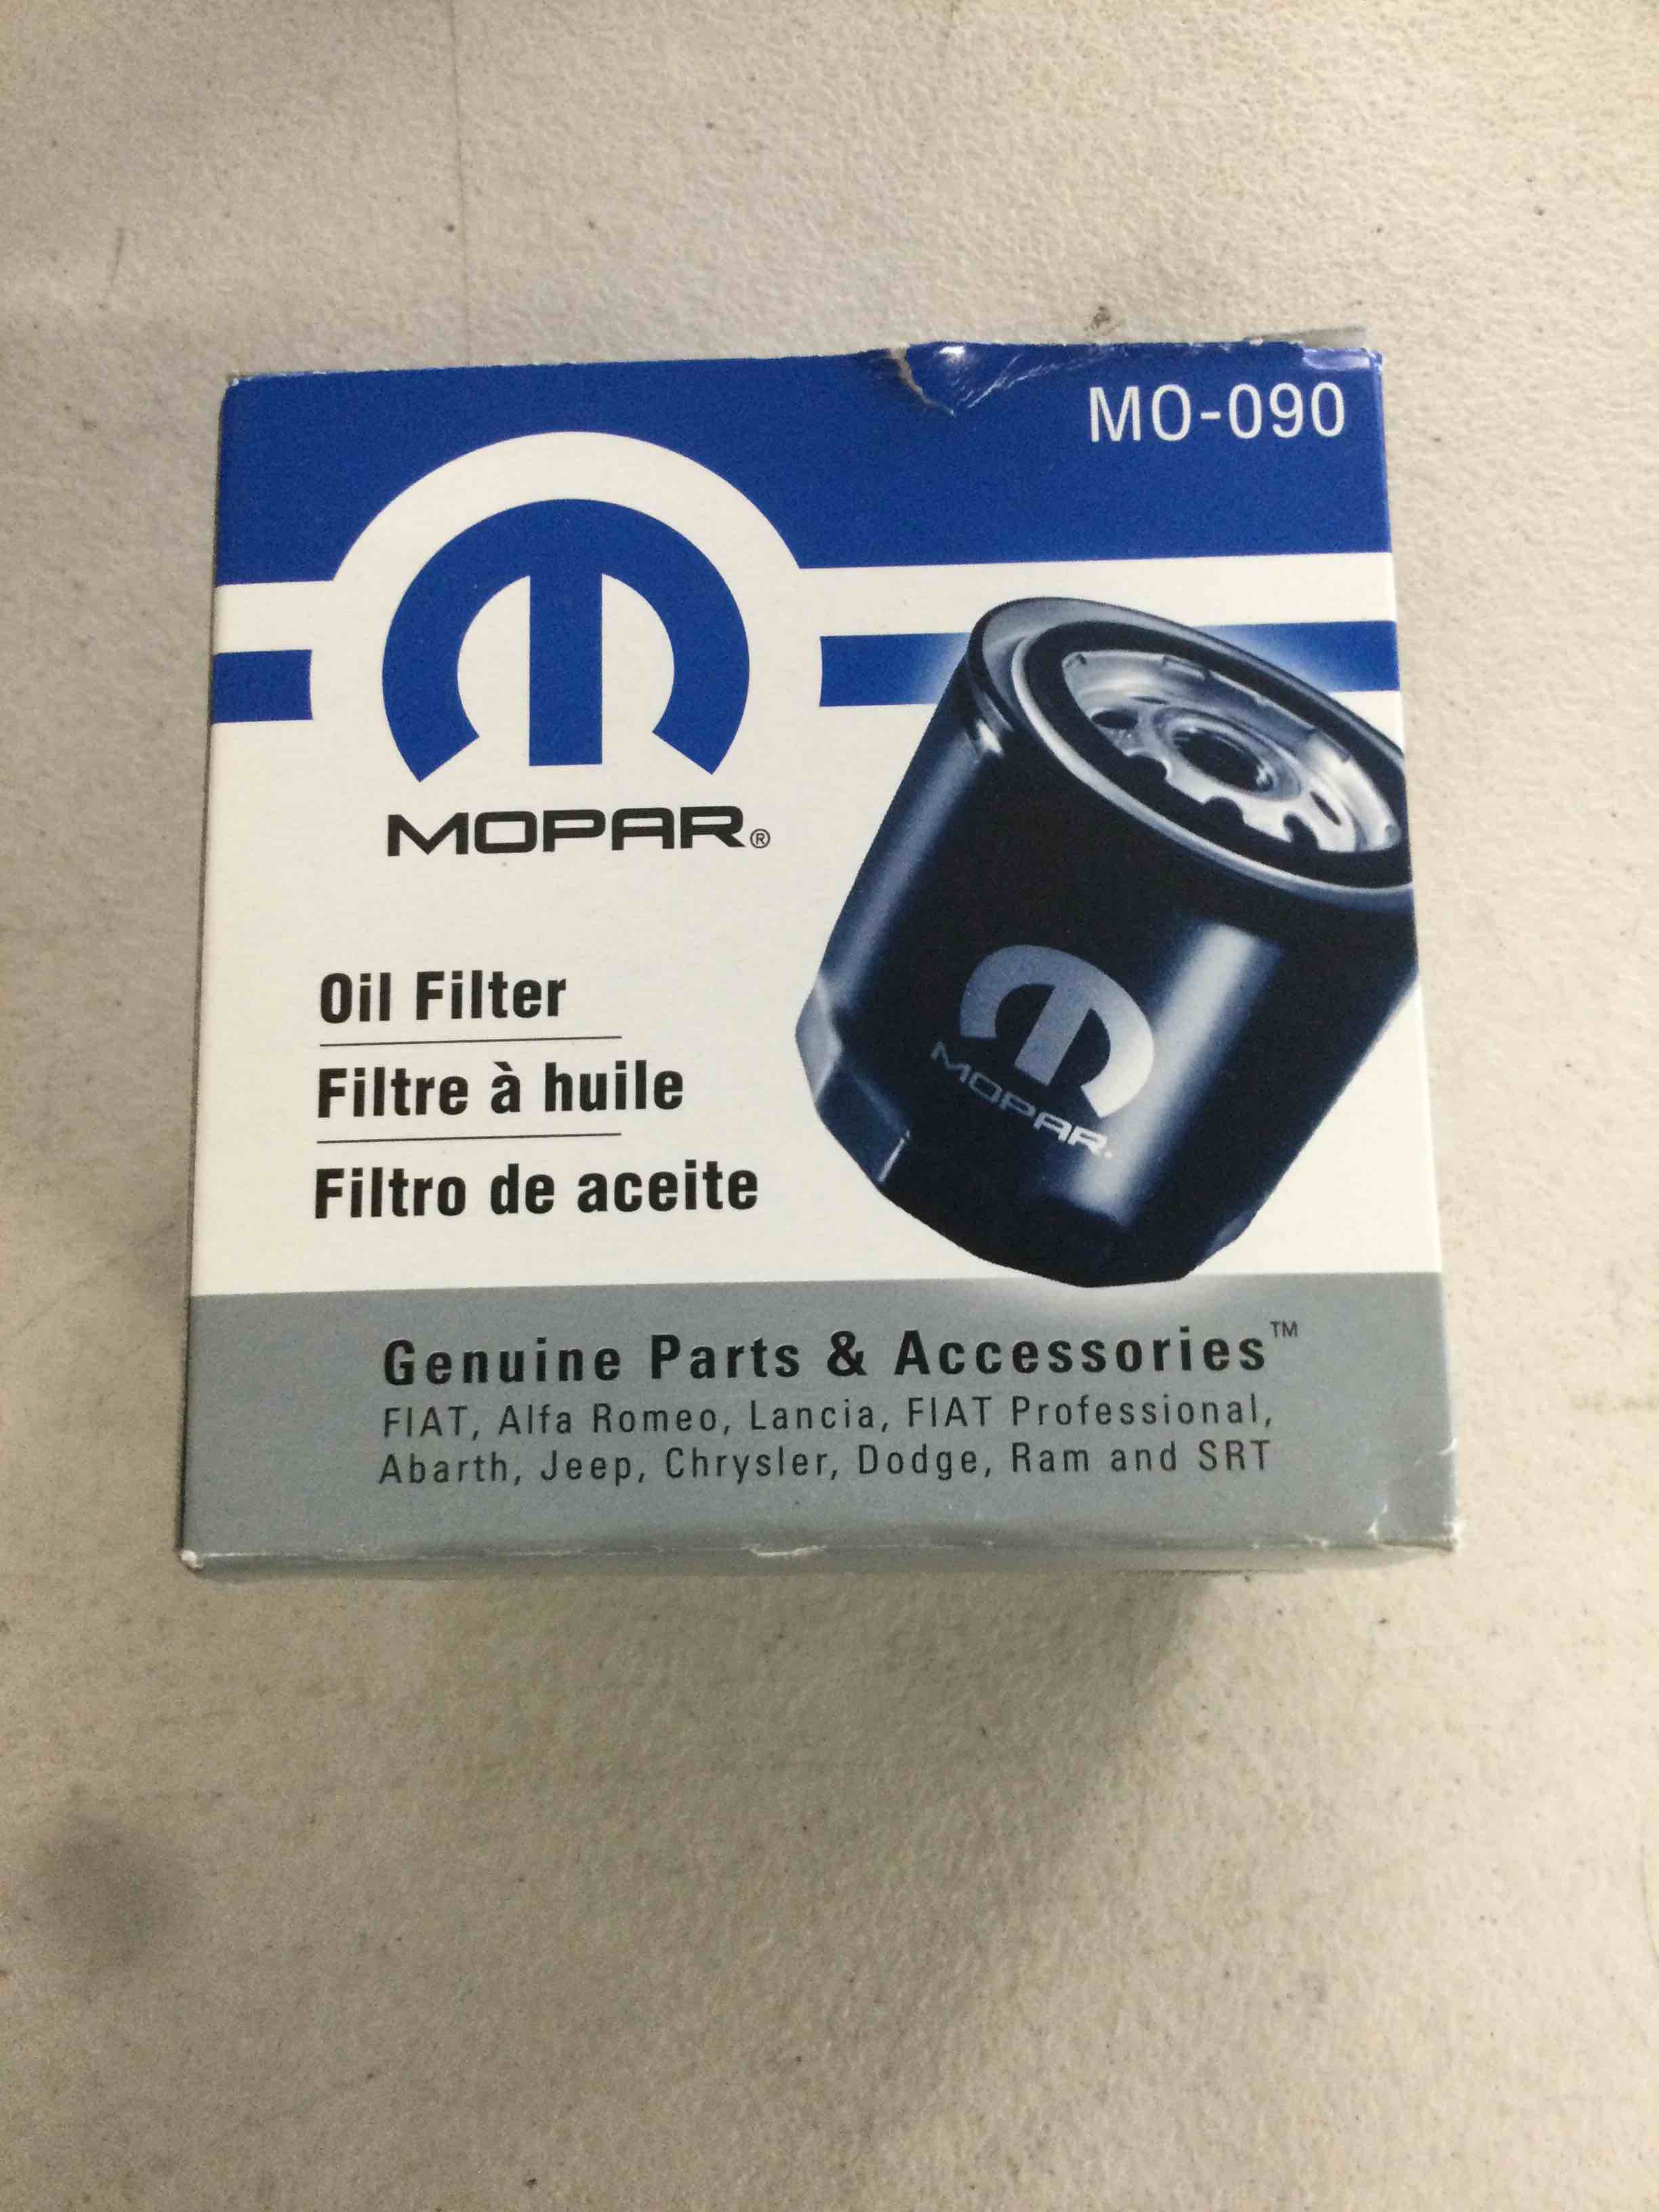 MO-090
MOPAR®
Oil Filter
Filtre à huile
Filtro de aceite
MOPAR.
Genuine Parts & Accessories™
FIAT, Alfa Romeo, Lancia, FIAT Professional,
Abarth, Jeep, Chrysler, Dodge, Ram and SRT